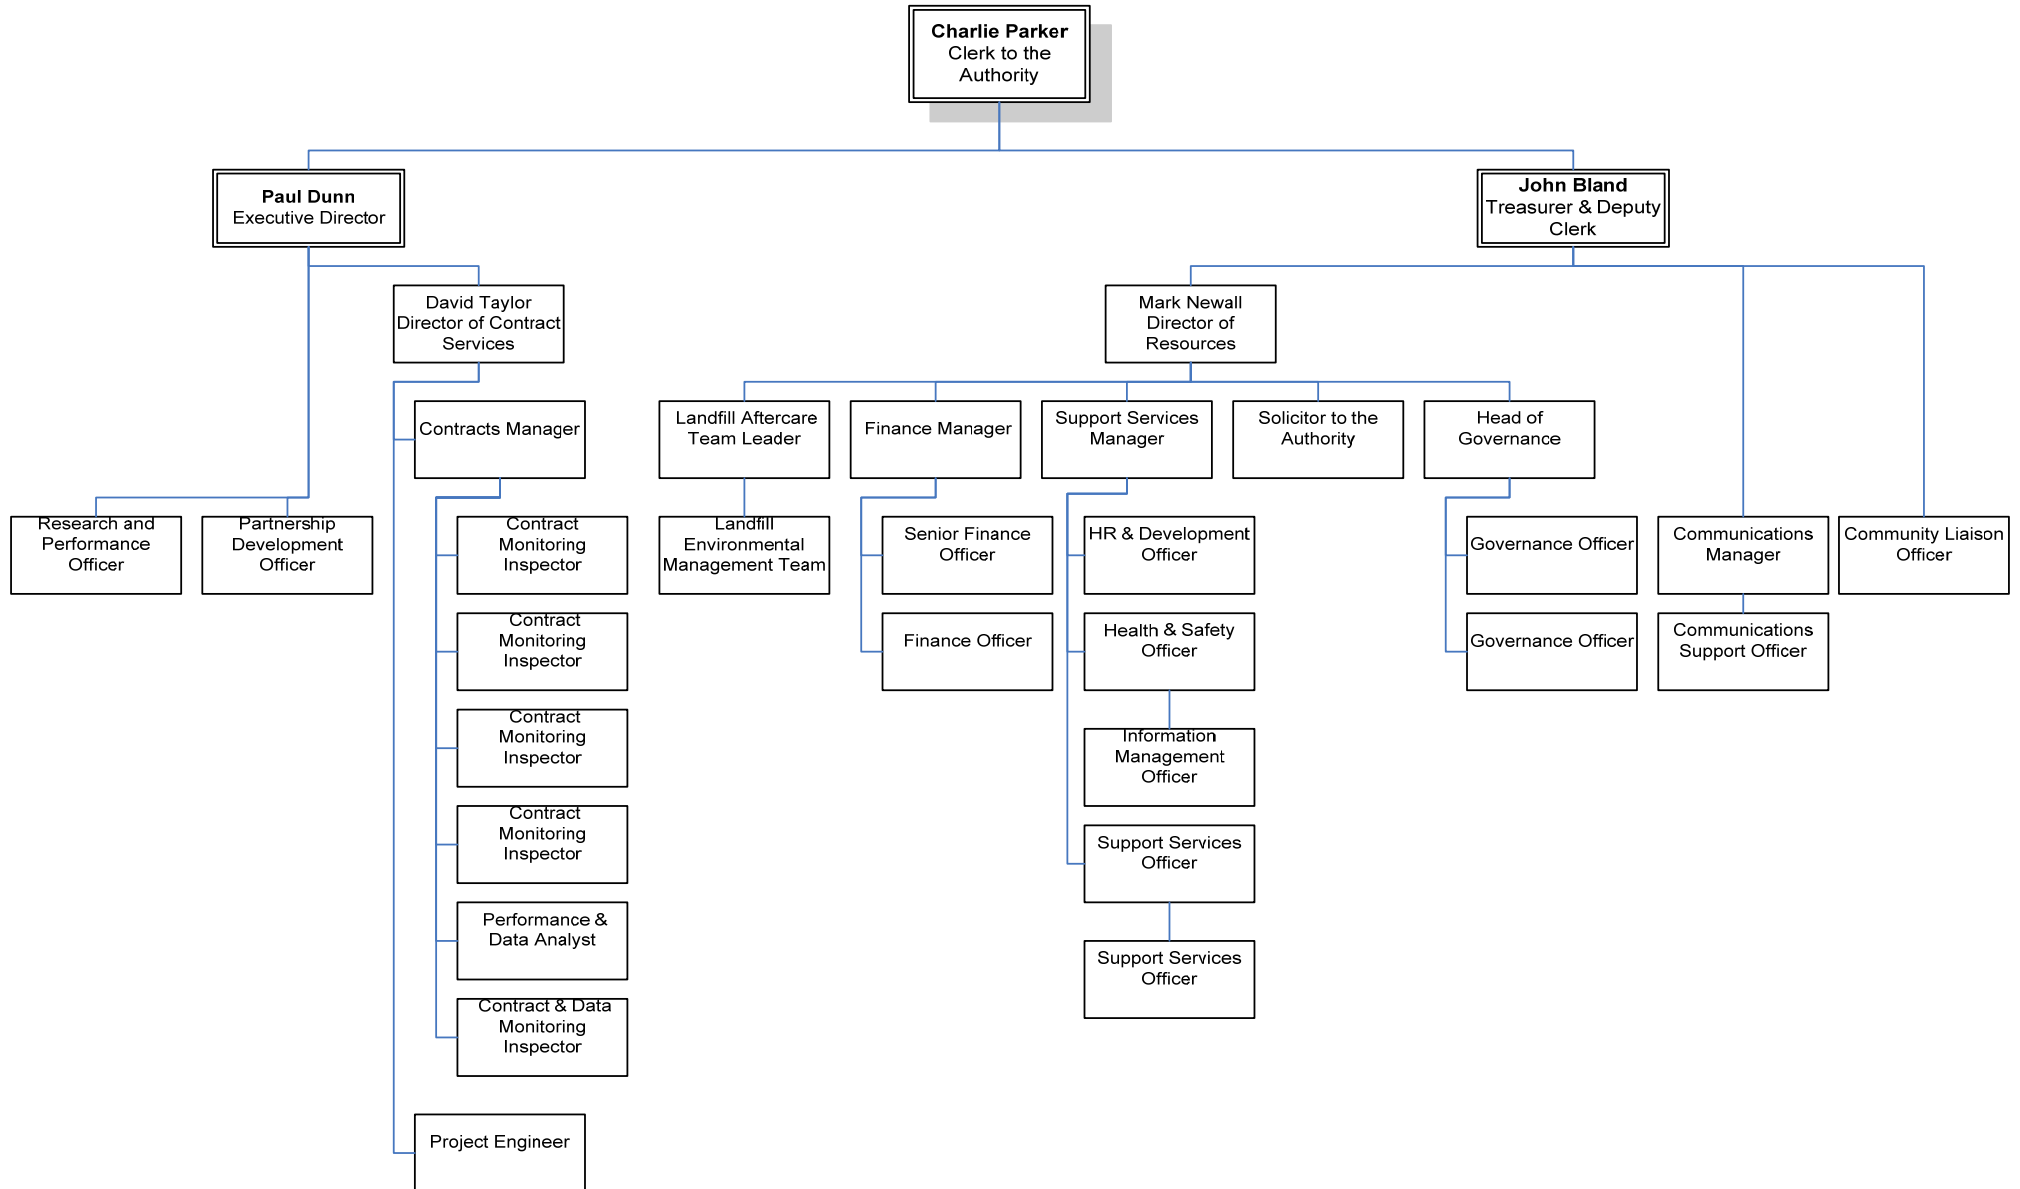 Charlie Parker
Clerk to the
Authority
Paul Dunn
Executive Director
John Bland
Treasurer & Deputy
Clerk
David Taylor
Director of Contract
Services
Mark Newall
Director of
Resources
Contracts Manager
Landfill Aftercare
Team Leader
Finance Manager
Support Services
Manager
Solicitor to the
Authority
Head of
Governance
Research and
Performance
Officer
Partnership
Development
Officer
Contract
Monitoring
Inspector
Landfill
Environmental
Management Team
Senior Finance
Officer
HR & Development
Officer
Governance Officer
Communications
Manager
Community Liaison
Officer
Contract
Monitoring
Inspector
Finance Officer
Health & Safety
Officer
Governance Officer
Communications
Support Officer
Contract
Monitoring
Inspector
Information
Management
Officer
Contract
Monitoring
Inspector
Support Services
Officer
Performance &
Data Analyst
Support Services
Officer
Contract & Data
Monitoring
Inspector
Project Engineer